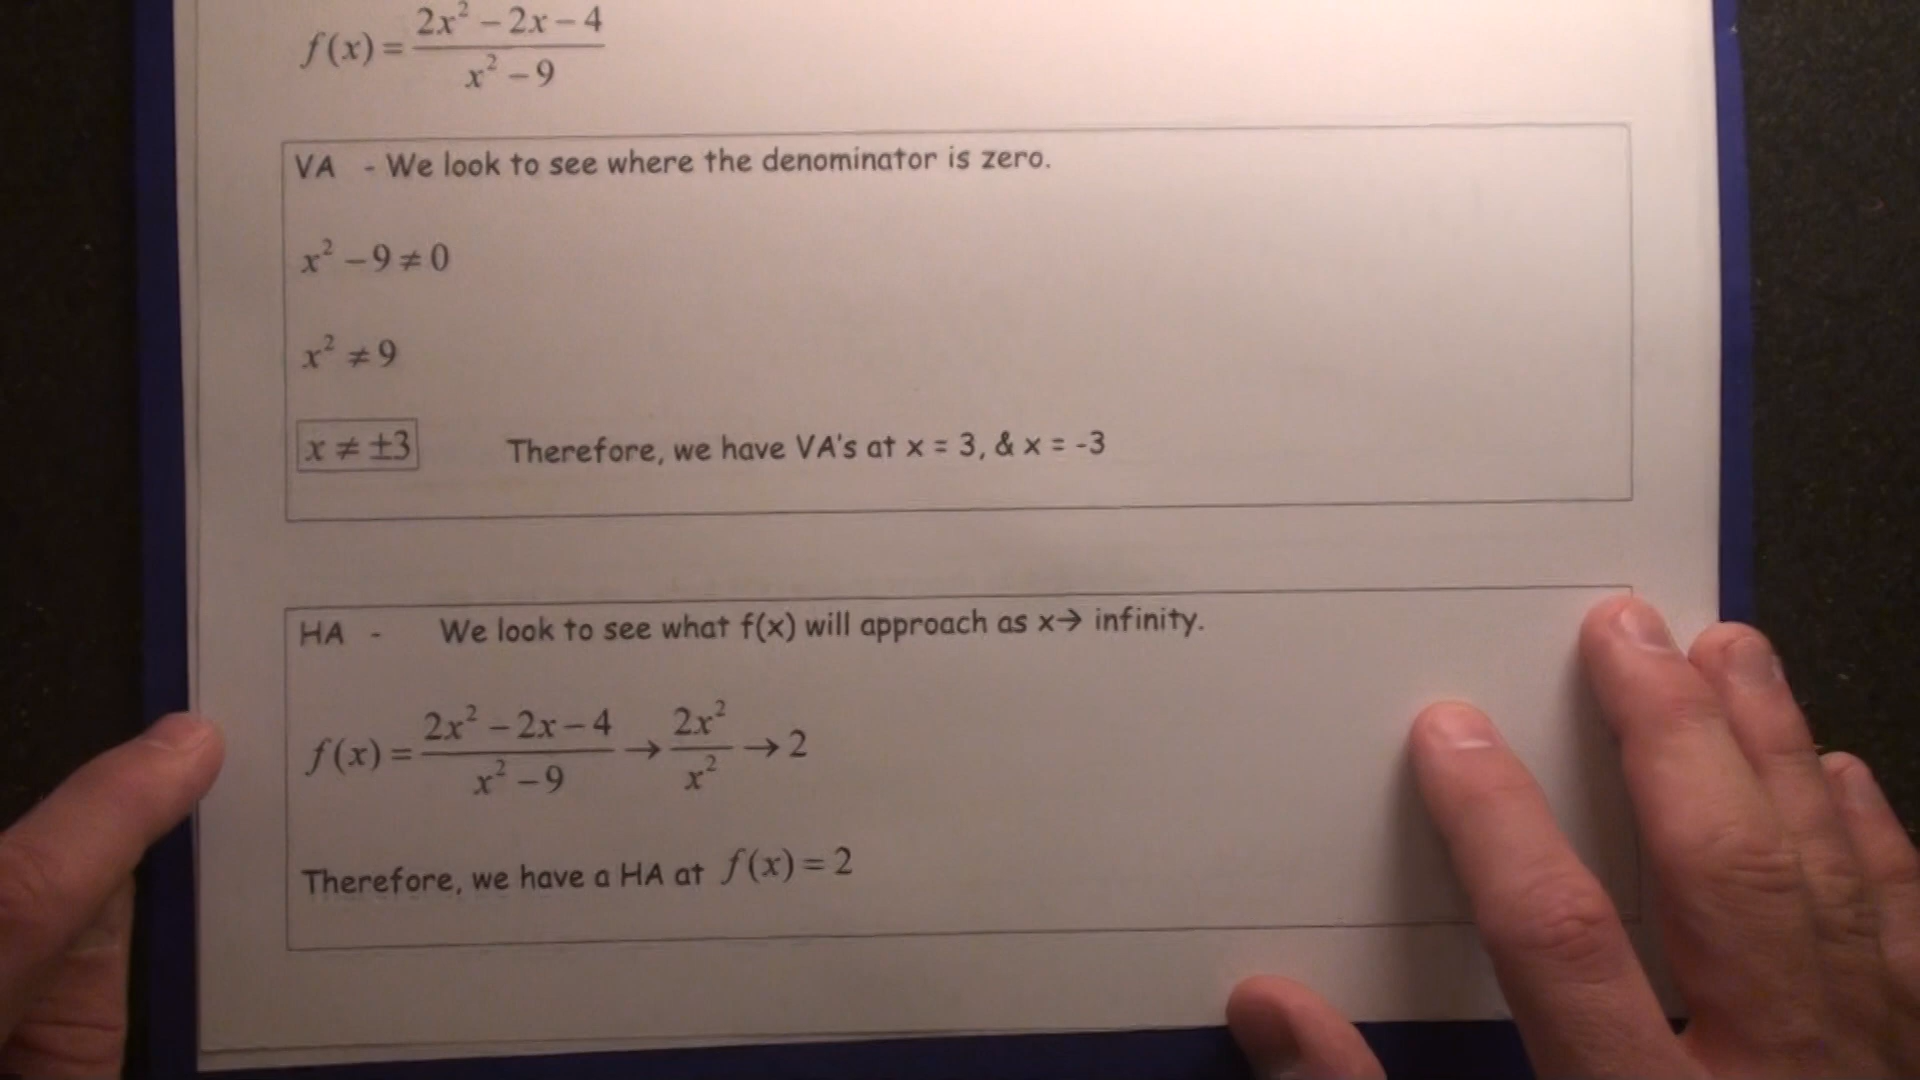 f(x) = (2x² − 2x − 4)/(x² − 9)
VA - We look to see where the denominator is zero.
x² − 9 ≠ 0
x² ≠ 9
x ≠ ±3 Therefore, we have VA's at x = 3, & x = -3
HA - We look to see what f(x) will approach as x→ infinity.
f(x) = (2x² − 2x − 4)/(x² − 9) → 2x²/x² → 2
Therefore, we have a HA at f(x) = 2